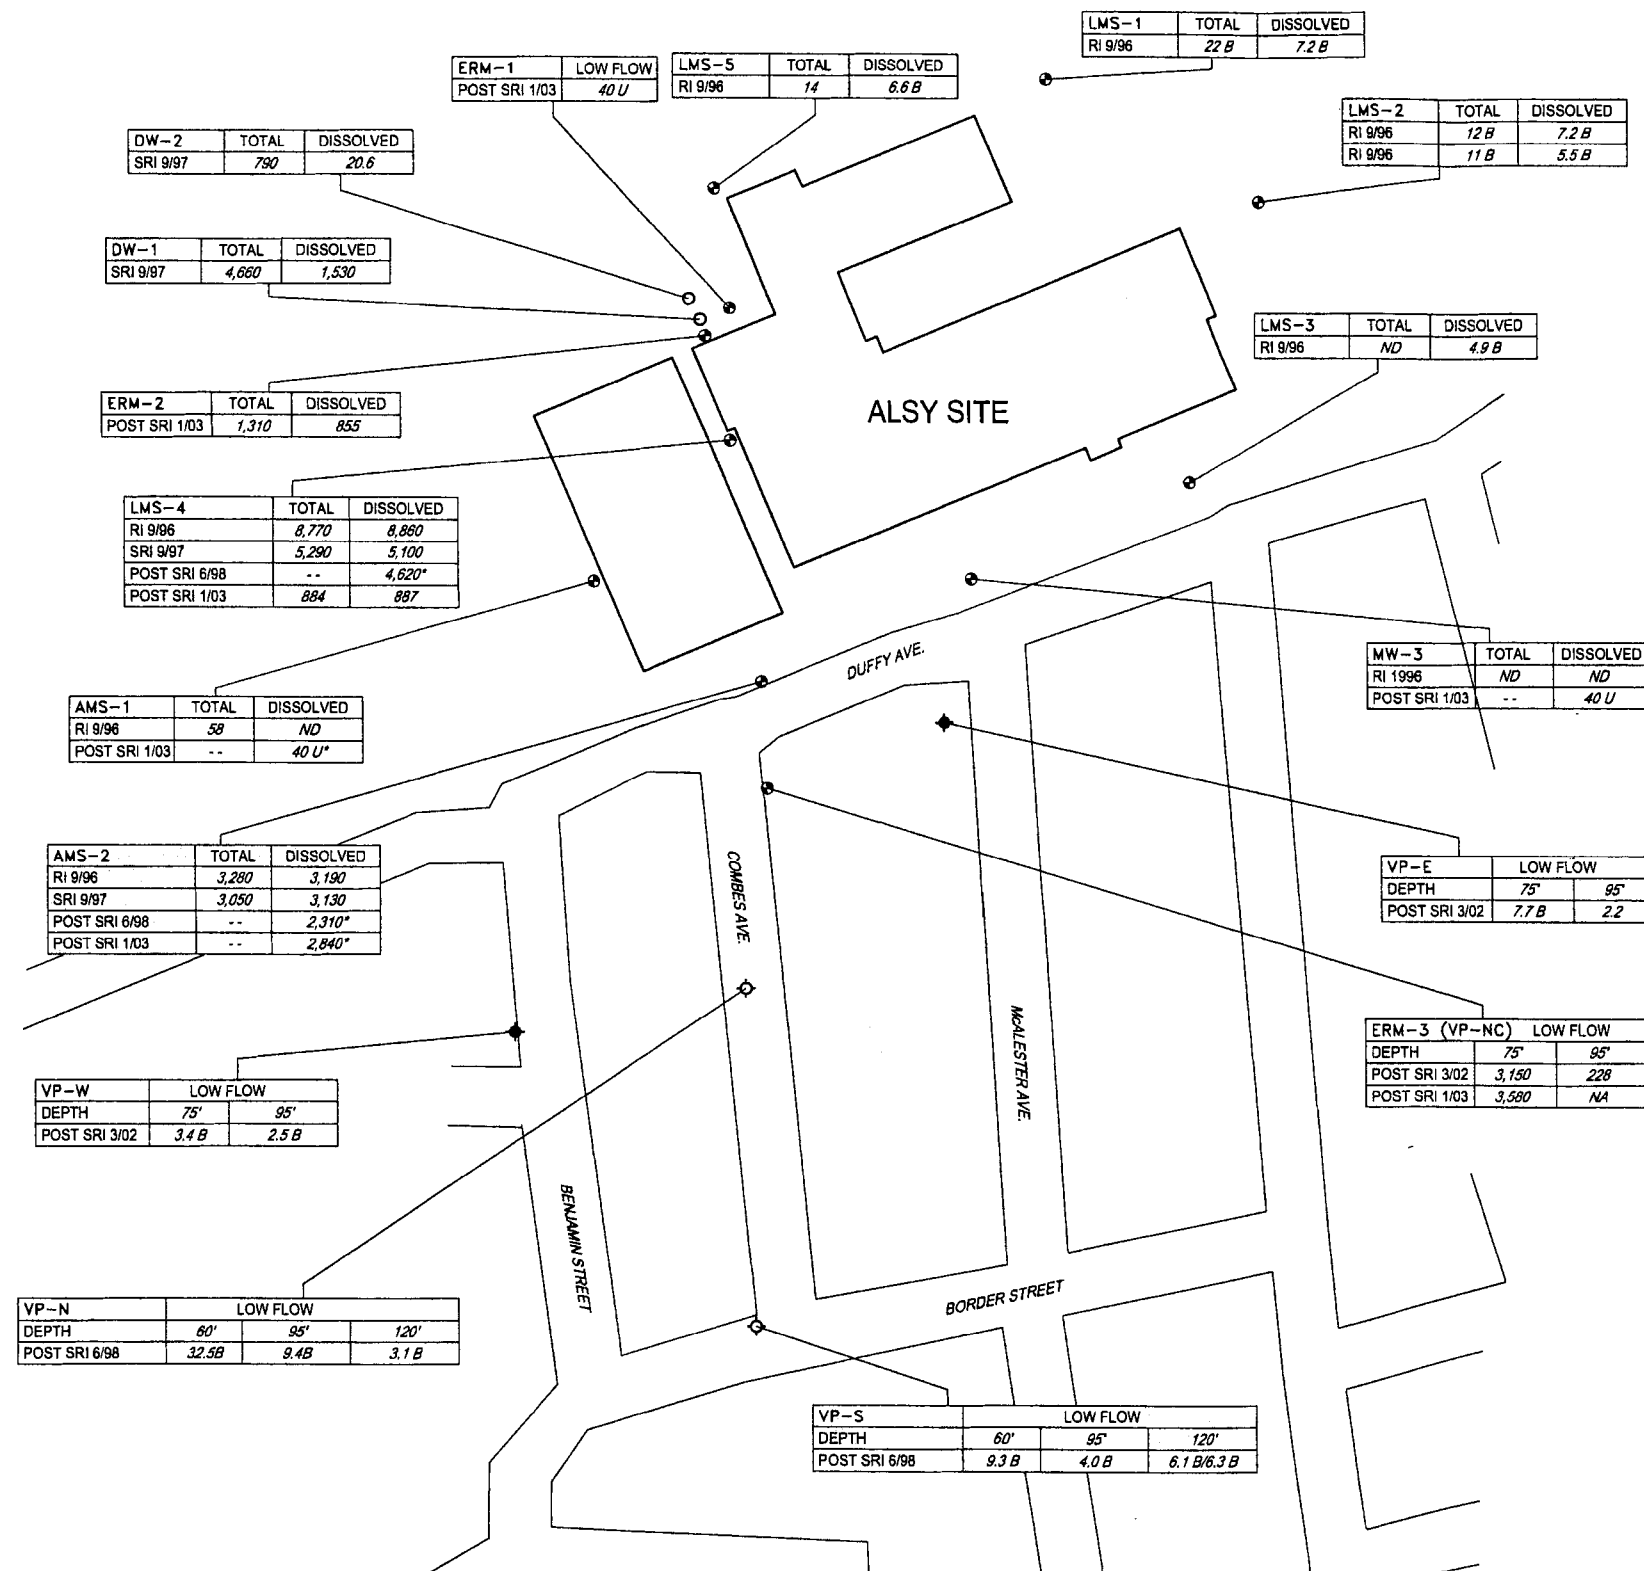 LMS-1 TOTAL DISSOLVED
RI 9/96 22 B 7.2 B
ERM-1 LOW FLOW
POST SRI 1/03 40 U
LMS-5 TOTAL DISSOLVED
RI 9/96 14 6.6 B
LMS-2 TOTAL DISSOLVED
RI 9/96 12 B 7.2 B
RI 9/96 11 B 5.5 B
DW-2 TOTAL DISSOLVED
SRI 9/97 790 20.6
DW-1 TOTAL DISSOLVED
SRI 9/97 4,660 1,530
LMS-3 TOTAL DISSOLVED
RI 9/96 ND 4.9 B
ERM-2 TOTAL DISSOLVED
POST SRI 1/03 1,310 855
ALSY SITE
LMS-4 TOTAL DISSOLVED
RI 9/96 8,770 8,860
SRI 9/97 5,290 5,100
POST SRI 6/98 -- 4,620*
POST SRI 1/03 884 887
DUFFY AVE.
MW-3 TOTAL DISSOLVED
RI 1996 ND ND
POST SRI 1/03 -- 40 U
AMS-1 TOTAL DISSOLVED
RI 9/96 58 ND
POST SRI 1/03 -- 40 U*
AMS-2 TOTAL DISSOLVED
RI 9/96 3,280 3,190
SRI 9/97 3,050 3,130
POST SRI 6/98 -- 2,310*
POST SRI 1/03 -- 2,840*
COMBES AVE.
VP-E LOW FLOW
DEPTH 75' 95'
POST SRI 3/02 7.7 B 2.2
McALESTER AVE.
ERM-3 (VP-NC) LOW FLOW
DEPTH 75' 95'
POST SRI 3/02 3,150 228
POST SRI 1/03 3,580 NA
VP-W LOW FLOW
DEPTH 75' 95'
POST SRI 3/02 3.4 B 2.5 B
BENJAMIN STREET
BORDER STREET
VP-N LOW FLOW
DEPTH 60' 95' 120'
POST SRI 6/98 32.5B 9.4B 3.1 B
VP-S LOW FLOW
DEPTH 60' 95' 120'
POST SRI 6/98 9.3 B 4.0 B 6.1 B/6.3 B